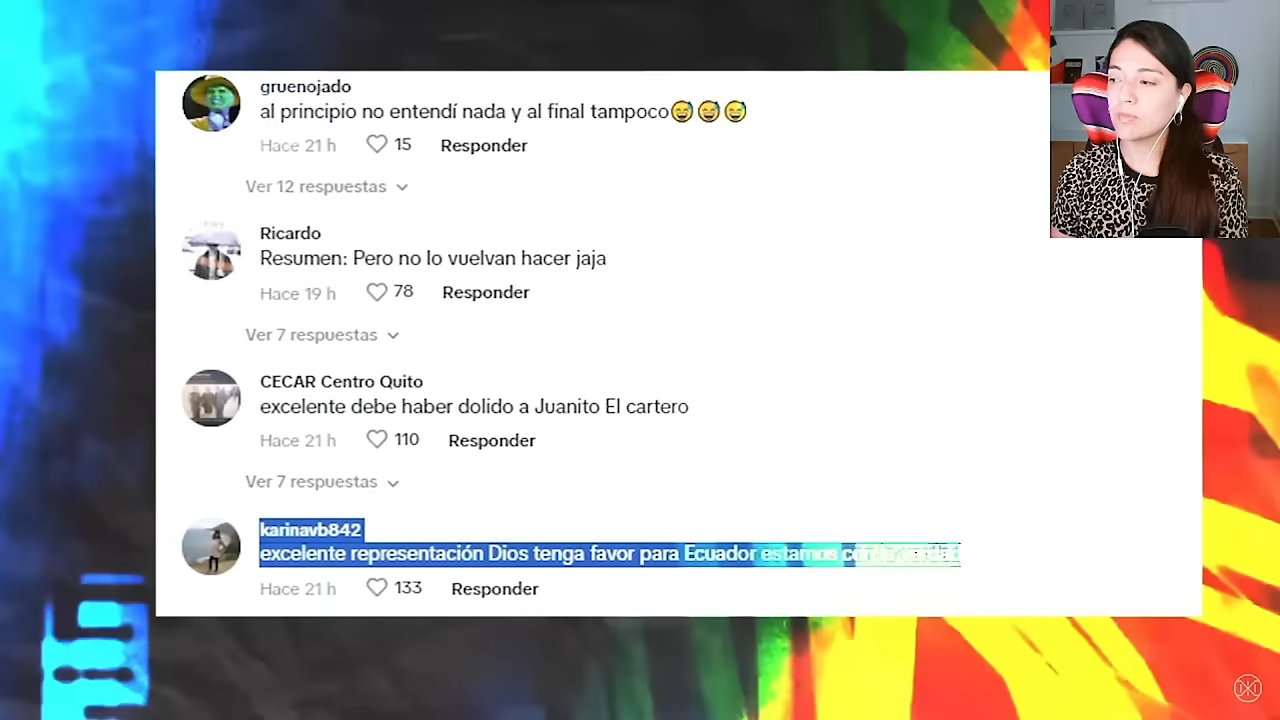 gruenojado
al principio no entendí nada y al final tampoco😅😅😅
Hace 21 h 15 Responder
Ver 12 respuestas
Ricardo
Resumen: Pero no lo vuelvan hacer jaja
Hace 19 h 78 Responder
Ver 7 respuestas
CECAR Centro Quito
excelente debe haber dolido a Juanito El cartero
Hace 21 h 110 Responder
Ver 7 respuestas
karinavb842
excelente representación Dios tenga favor para Ecuador estamos con la verdad
Hace 21 h 133 Responder